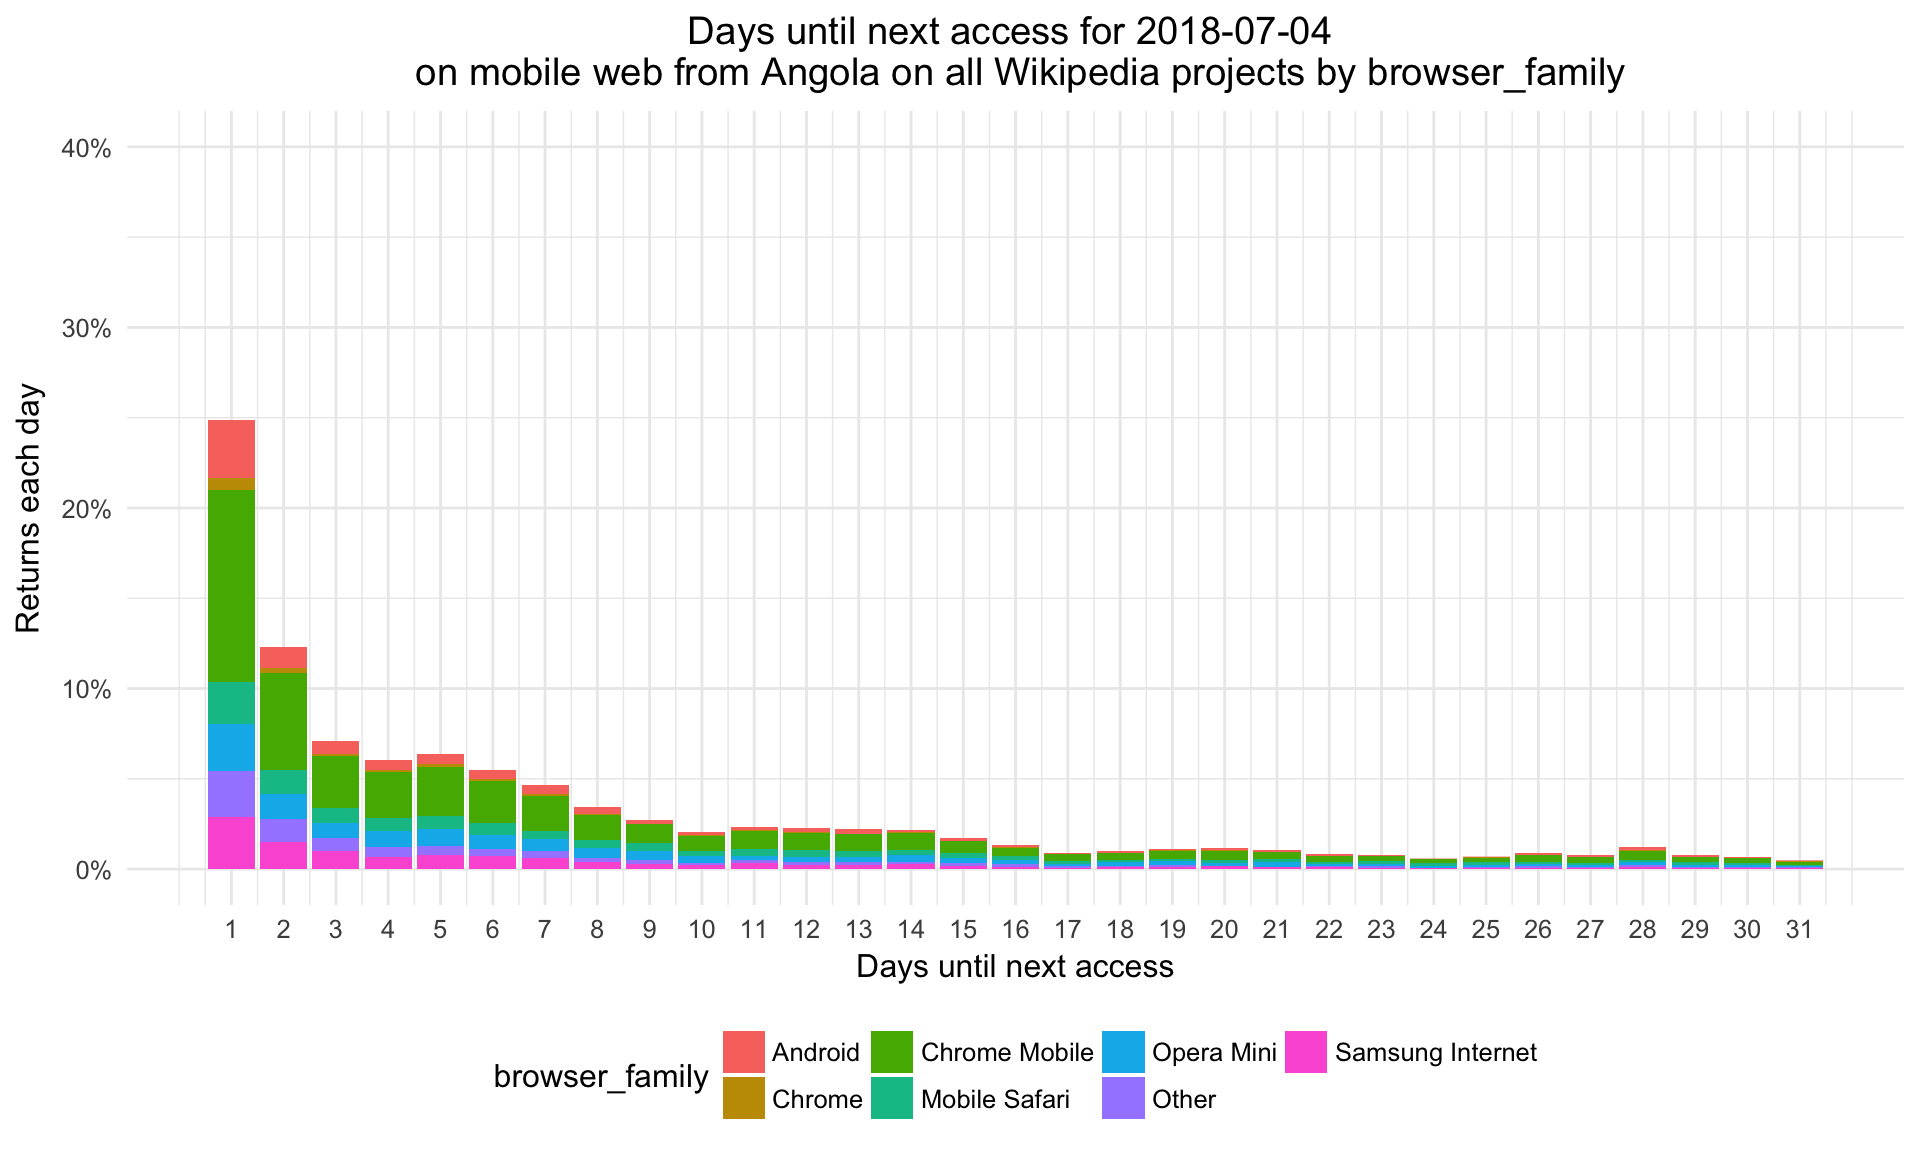 Days until next access for 2018-07-04
on mobile web from Angola on all Wikipedia projects by browser_family
Returns each day
40%
30%
20%
10%
0%
1 2 3 4 5 6 7 8 9 10 11 12 13 14 15 16 17 18 19 20 21 22 23 24 25 26 27 28 29 30 31
Days until next access
browser_family
Android Chrome Mobile Opera Mini Samsung Internet
Chrome Mobile Safari Other